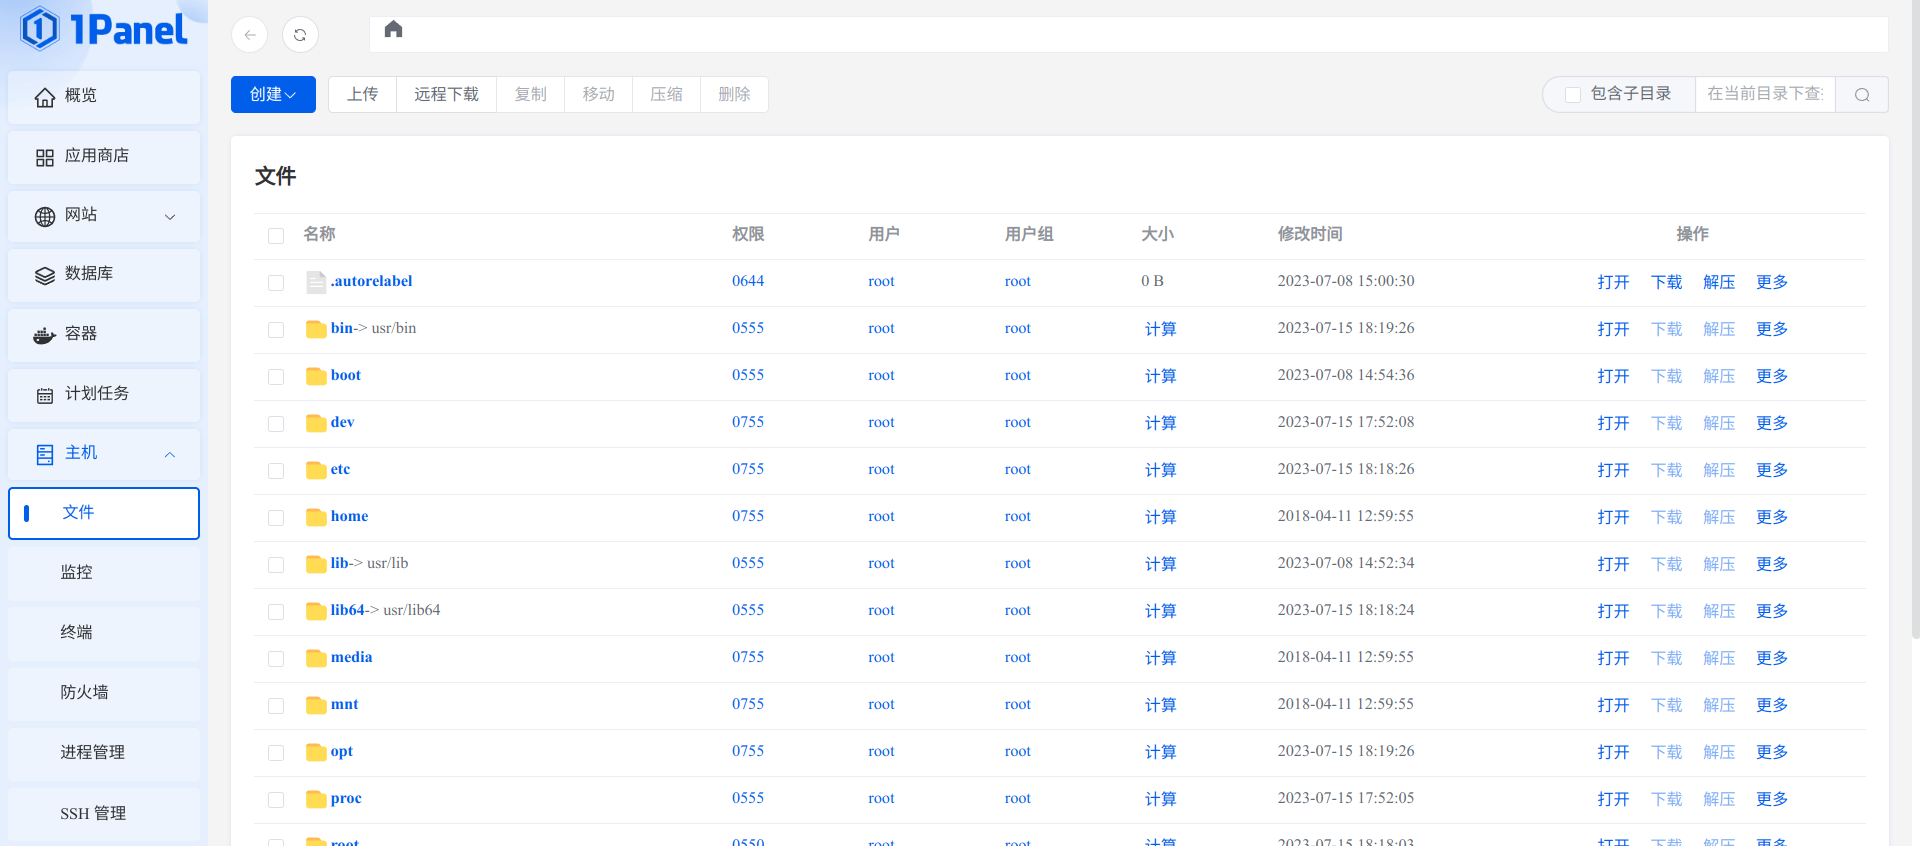 1Panel
概览
应用商店
网站
数据库
容器
计划任务
主机
文件
监控
终端
防火墙
进程管理
SSH 管理
创建 上传 远程下载 复制 移动 压缩 删除 包含子目录 在当前目录下查
文件
名称 权限 用户 用户组 大小 修改时间 操作
.autorelabel 0644 root root 0 B 2023-07-08 15:00:30 打开 下载 解压 更多
bin-> usr/bin 0555 root root 计算 2023-07-15 18:19:26 打开 下载 解压 更多
boot 0555 root root 计算 2023-07-08 14:54:36 打开 下载 解压 更多
dev 0755 root root 计算 2023-07-15 17:52:08 打开 下载 解压 更多
etc 0755 root root 计算 2023-07-15 18:18:26 打开 下载 解压 更多
home 0755 root root 计算 2018-04-11 12:59:55 打开 下载 解压 更多
lib-> usr/lib 0555 root root 计算 2023-07-08 14:52:34 打开 下载 解压 更多
lib64-> usr/lib64 0555 root root 计算 2023-07-15 18:18:24 打开 下载 解压 更多
media 0755 root root 计算 2018-04-11 12:59:55 打开 下载 解压 更多
mnt 0755 root root 计算 2018-04-11 12:59:55 打开 下载 解压 更多
opt 0755 root root 计算 2023-07-15 18:19:26 打开 下载 解压 更多
proc 0555 root root 计算 2023-07-15 17:52:05 打开 下载 解压 更多
root 0550 root root 计算 2023-07-15 18:18:03 打开 下载 解压 更多